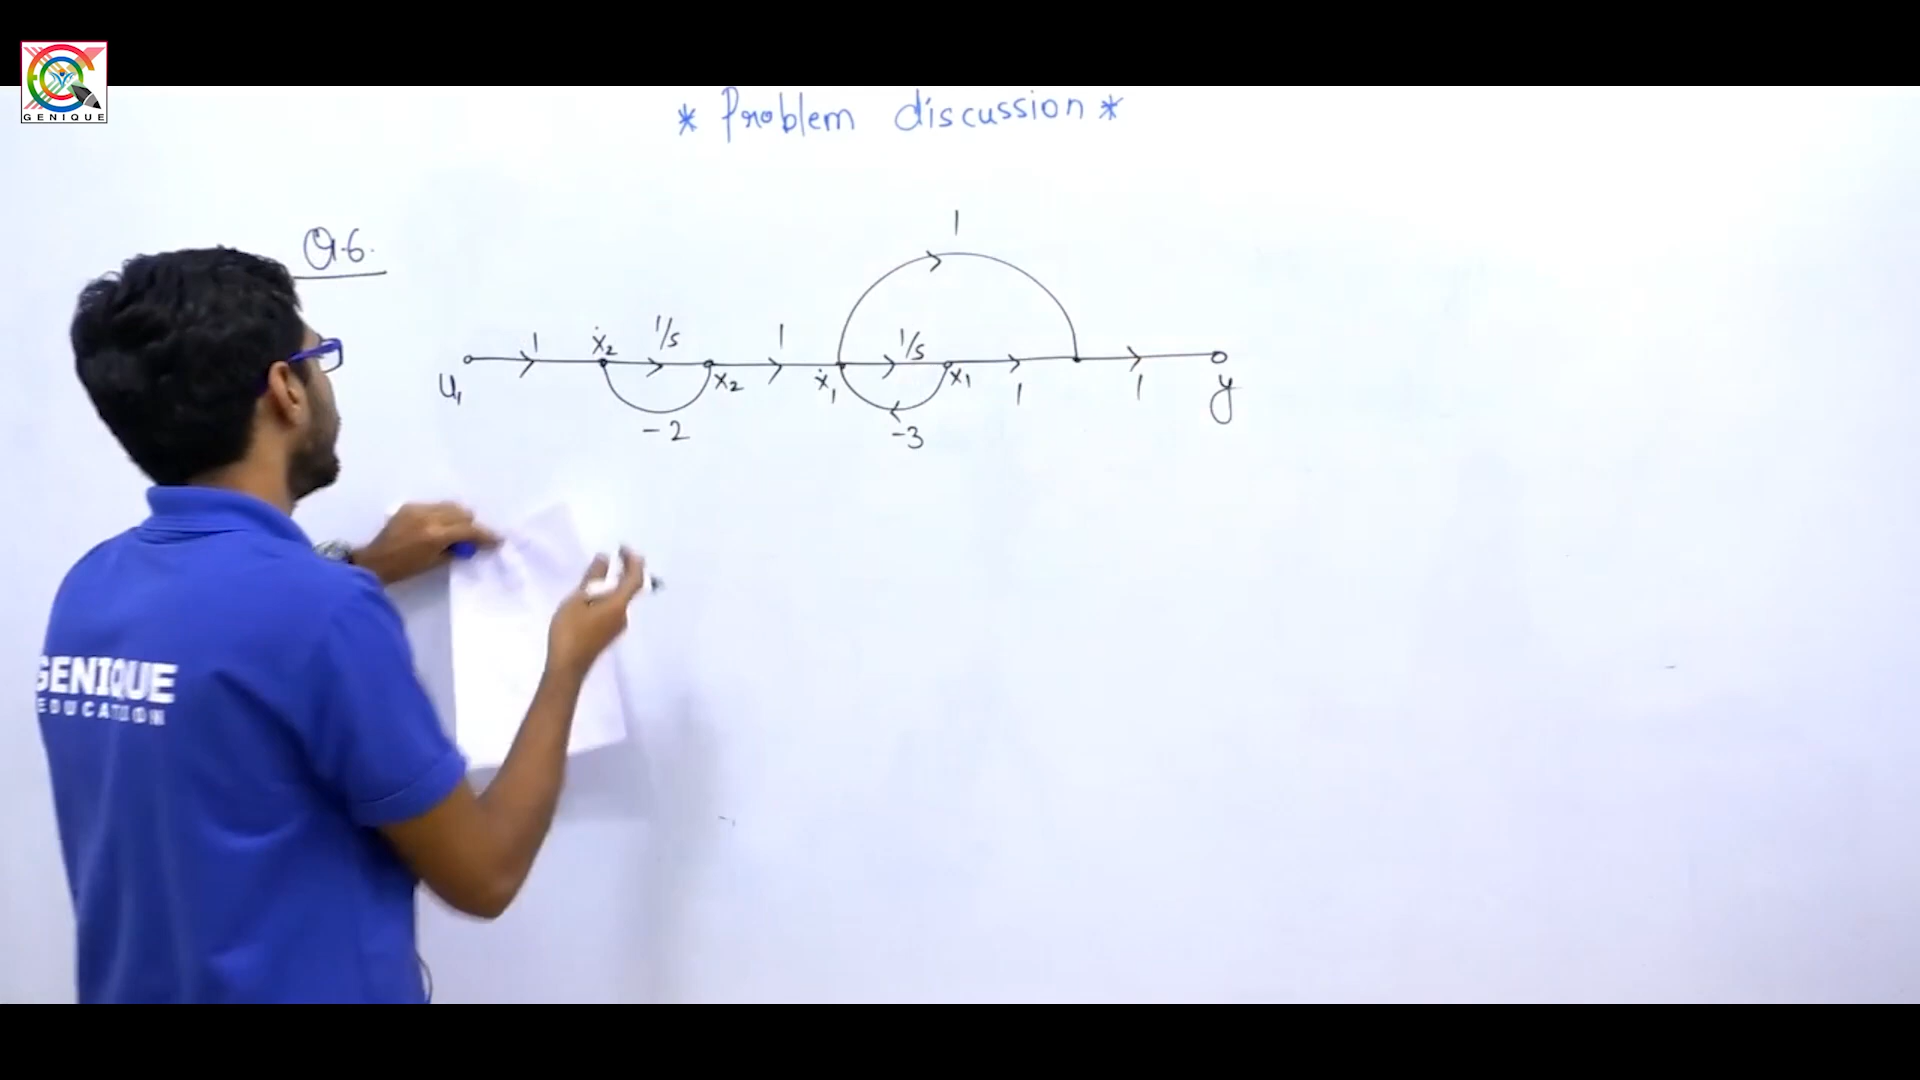 GENIQUE
* Problem discussion *
Q.6.
1
1 ẋ₂ 1/s 1 1/s
u₁ x₂ ẋ₁ x₁ 1 1 y
-2 -3
GENIQUE
EDUCATION